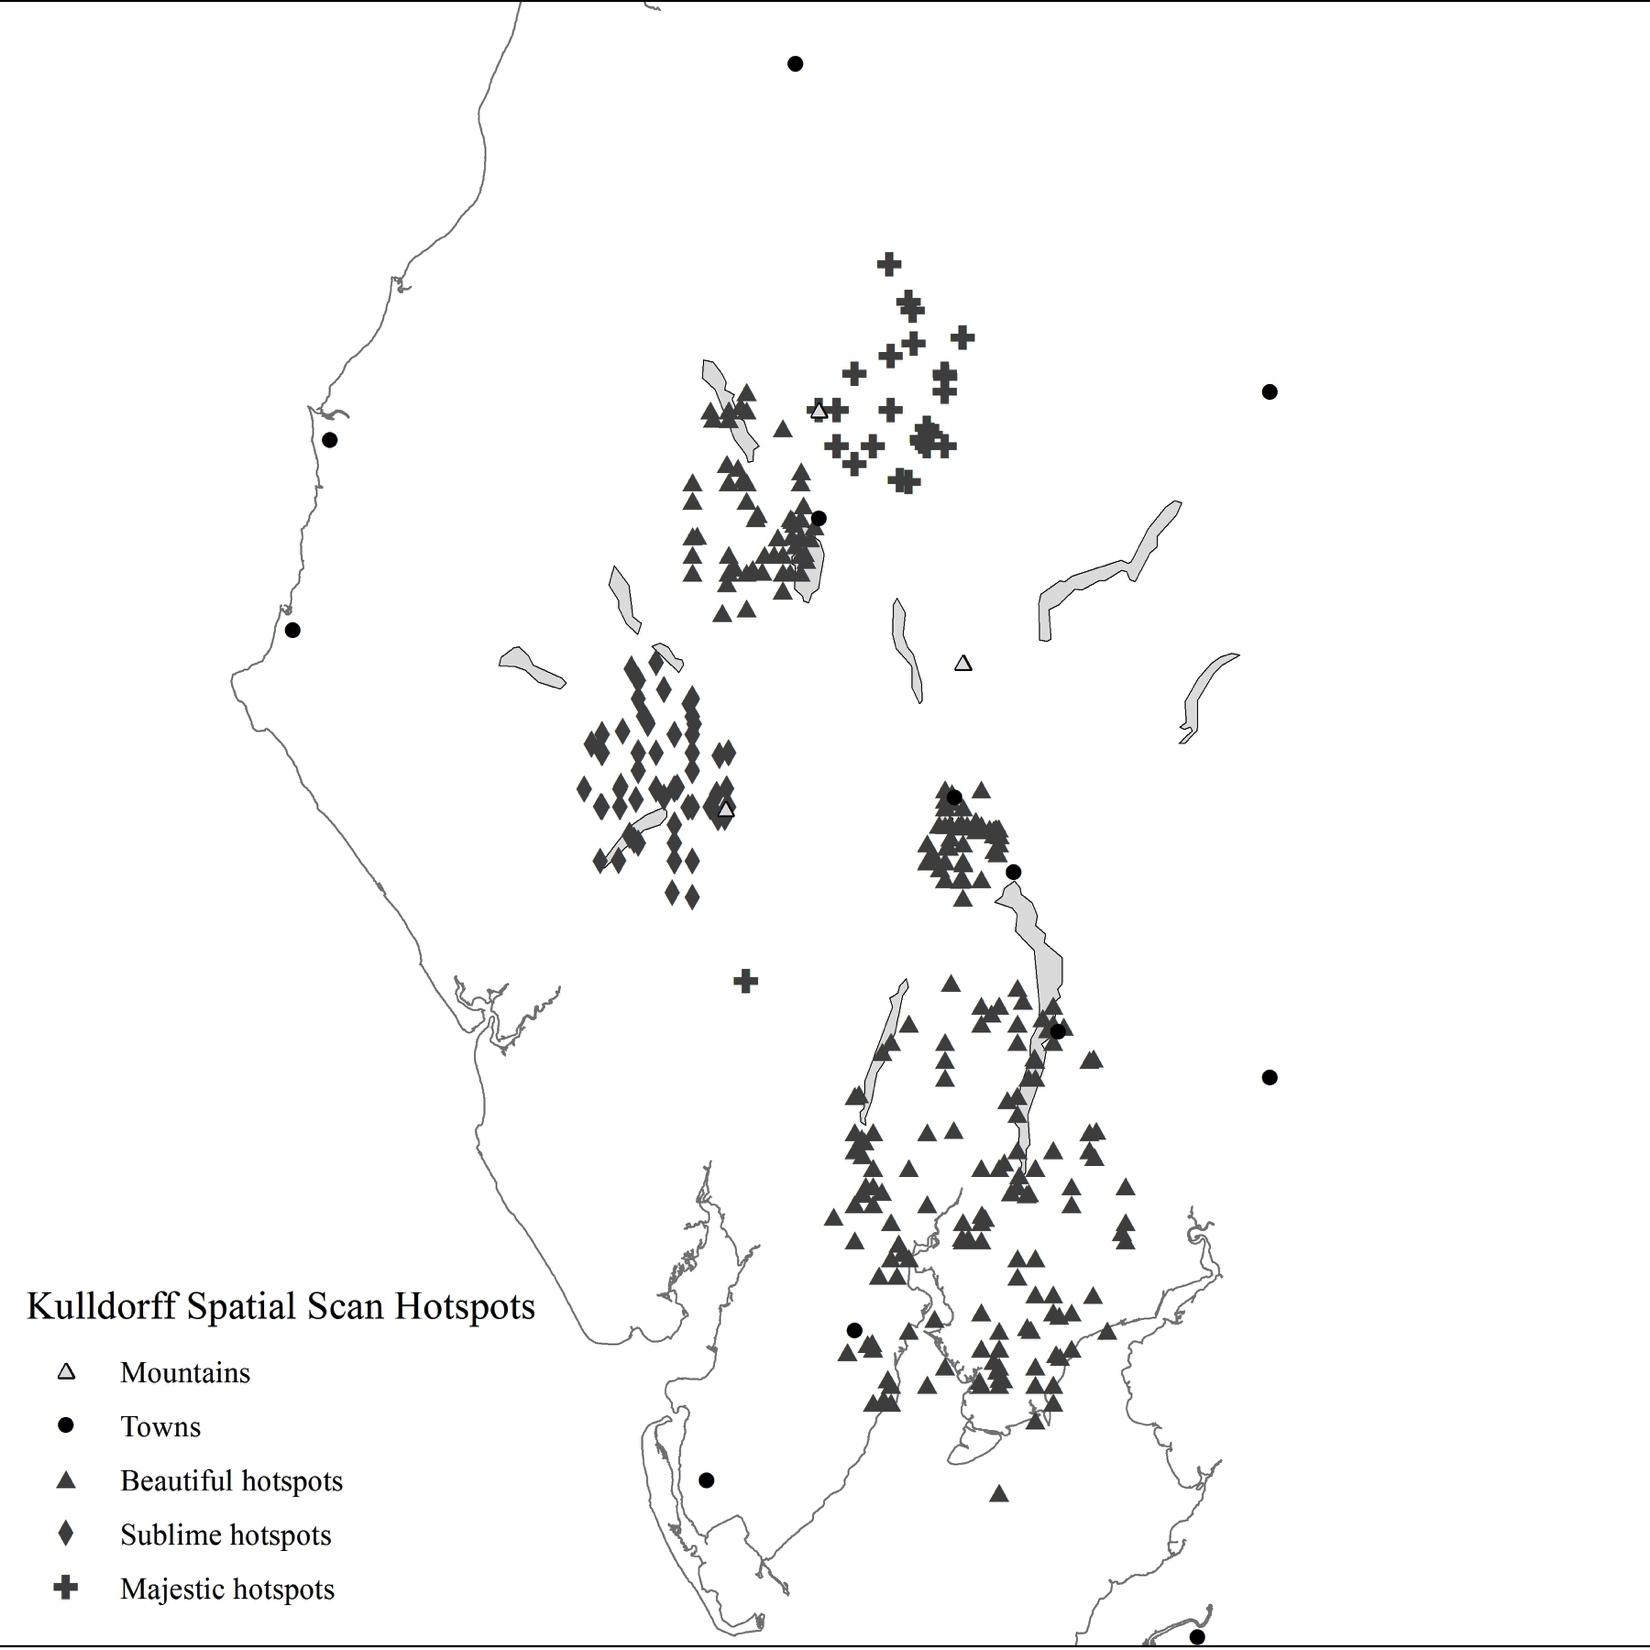 Kulldorff Spatial Scan Hotspots
Mountains
Towns
Beautiful hotspots
Sublime hotspots
Majestic hotspots